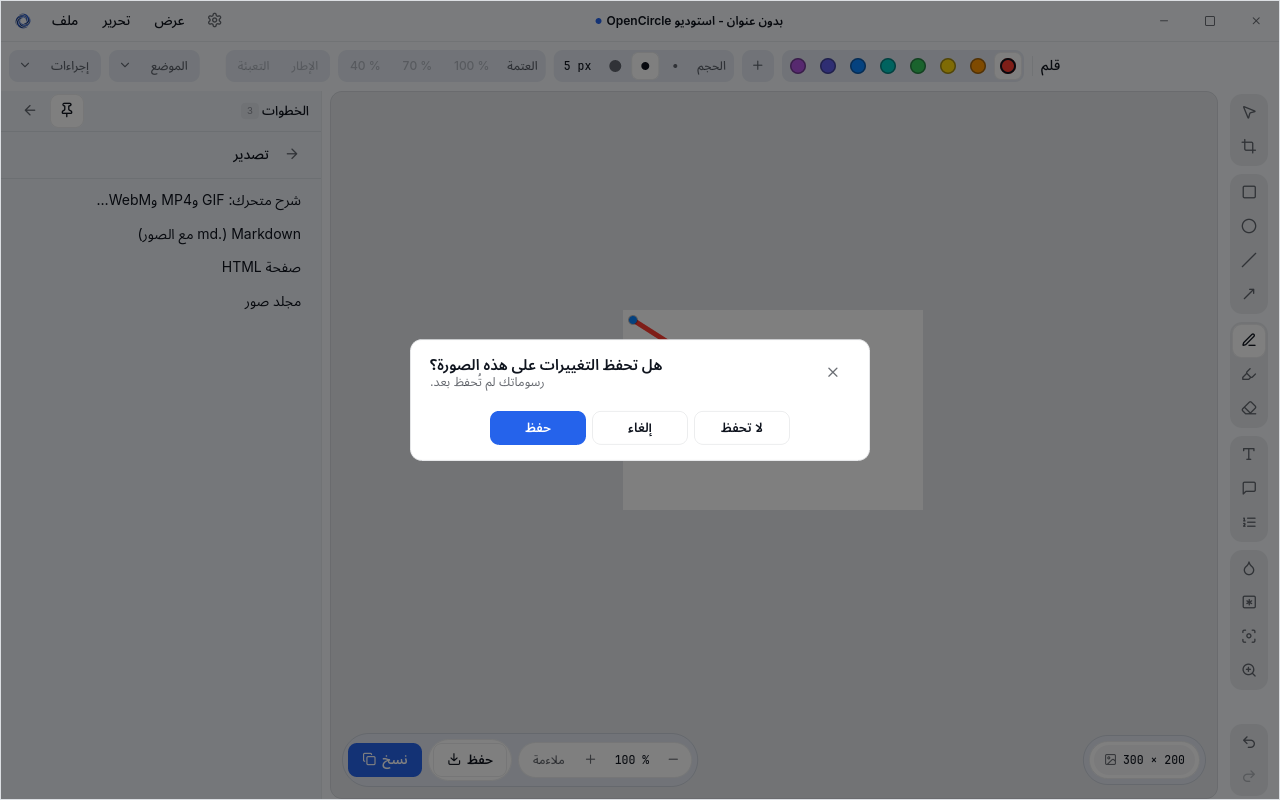 ملف
تحرير
عرض
بدون عنوان - استوديو OpenCircle
قلم
الحجم
5 px
العتمة
100 %
70 %
40 %
الإطار
التعبئة
الموضع
إجراءات
الخطوات
3
تصدير
شرح متحرك: GIF وMP4 وWebM...
Markdown (.md مع الصور)
صفحة HTML
مجلد صور
هل تحفظ التغييرات على هذه الصورة؟
رسوماتك لم تُحفظ بعد.
لا تحفظ
إلغاء
حفظ
نسخ
حفظ
ملاءمة
100 %
300 × 200